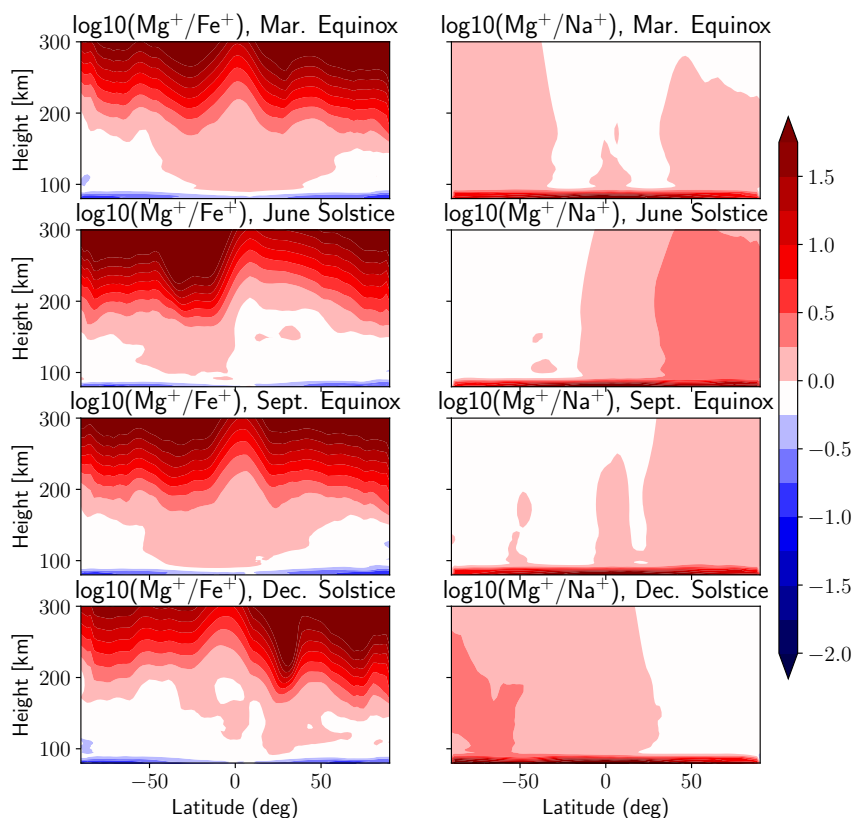 log10(Mg⁺/Fe⁺), Mar. Equinox
log10(Mg⁺/Na⁺), Mar. Equinox
300
200
100
Height [km]
log10(Mg⁺/Fe⁺), June Solstice
log10(Mg⁺/Na⁺), June Solstice
300
200
100
Height [km]
log10(Mg⁺/Fe⁺), Sept. Equinox
log10(Mg⁺/Na⁺), Sept. Equinox
300
200
100
Height [km]
log10(Mg⁺/Fe⁺), Dec. Solstice
log10(Mg⁺/Na⁺), Dec. Solstice
300
200
100
Height [km]
−50 0 50
Latitude (deg)
−50 0 50
Latitude (deg)
1.5
1.0
0.5
0.0
−0.5
−1.0
−1.5
−2.0